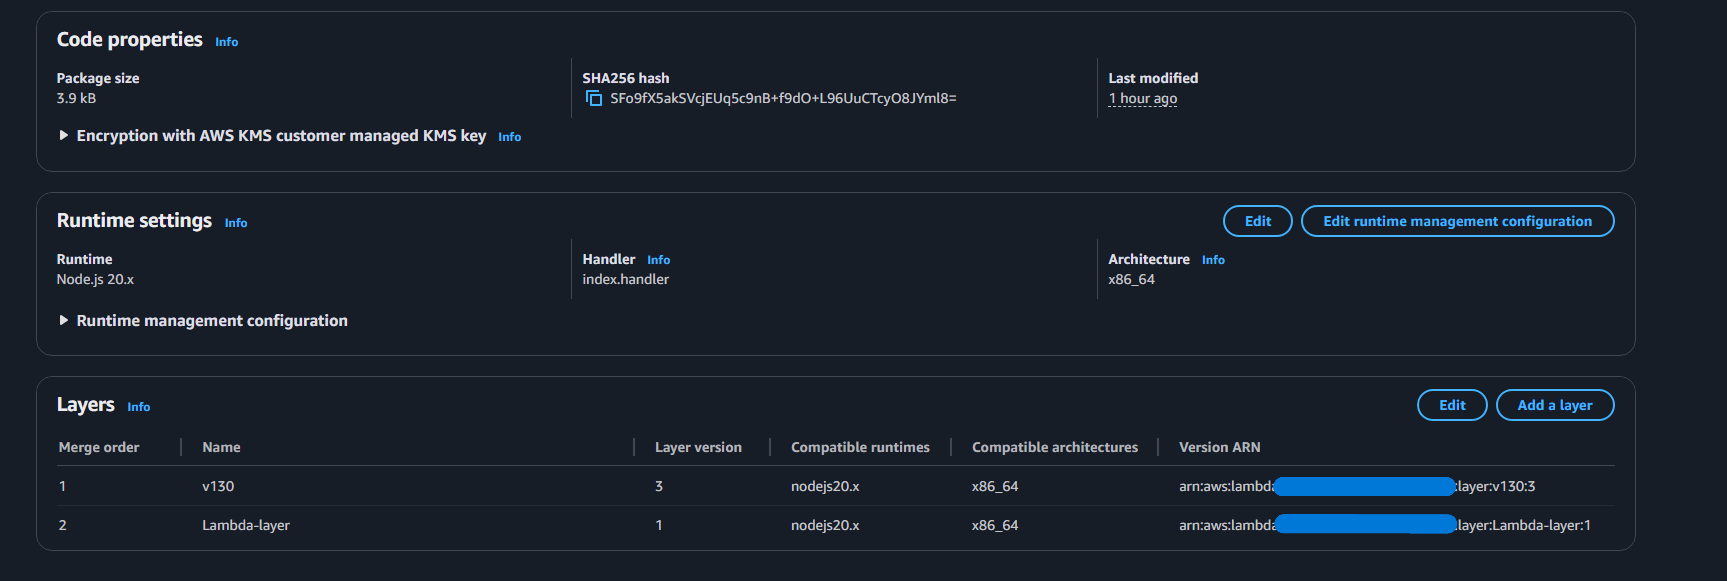 Code properties Info
Package size SHA256 hash Last modified
3.9 kB SFo9fX5akSVcjEUq5c9nB+f9dO+L96UuCTcyO8JYml8= 1 hour ago
Encryption with AWS KMS customer managed KMS key Info
Runtime settings Info Edit Edit runtime management configuration
Runtime Handler Info Architecture Info
Node.js 20.x index.handler x86_64
Runtime management configuration
Layers Info Edit Add a layer
Merge order Name Layer version Compatible runtimes Compatible architectures Version ARN
1 v130 3 nodejs20.x x86_64 arn:aws:lambda :layer:v130:3
2 Lambda-layer 1 nodejs20.x x86_64 arn:aws:lambda layer:Lambda-layer:1